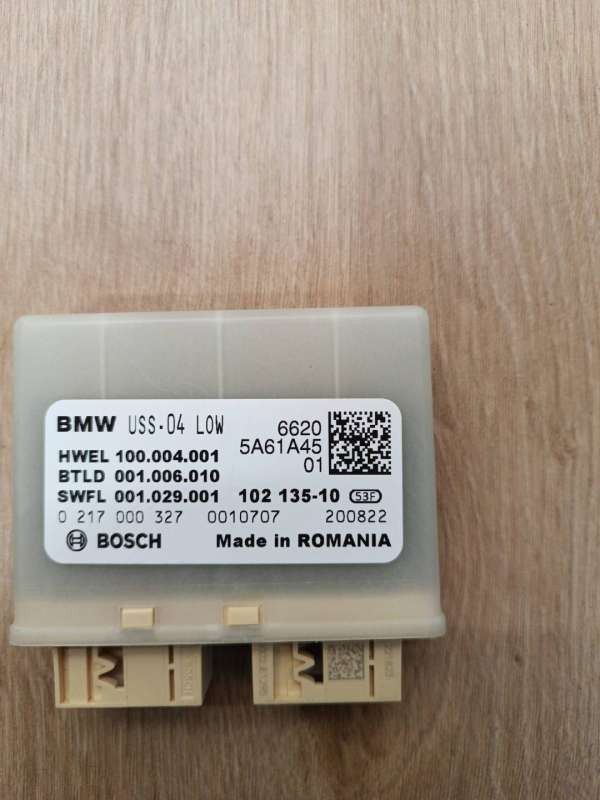 BMW USS-04 LOW 6620
5A61A45
01
HWEL 100.004.001
BTLD 001.006.010
SWFL 001.029.001 102 135-10 53F
0 217 000 327 0010707 200822
BOSCH Made in ROMANIA